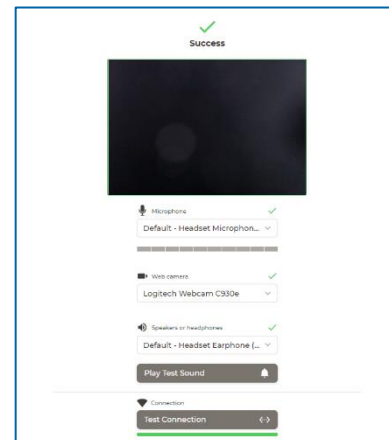 Success
Microphone
Default - Headset Microphon...
Web camera
Logitech Webcam C930e
Speakers or headphones
Default - Headset Earphone (...
Play Test Sound
Connection
Test Connection